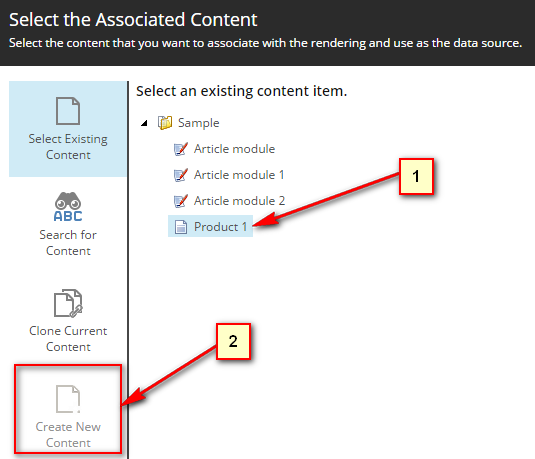 Select the Associated Content
Select the content that you want to associate with the rendering and use as the data source.
Select Existing
Content
Search for
Content
Clone Current
Content
Create New
Content
Select an existing content item.
Sample
Article module
Article module 1
Article module 2
Product 1
1
2
ABC